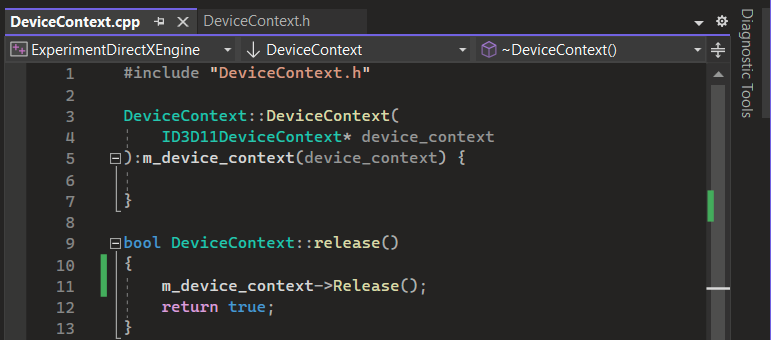 DeviceContext.cpp DeviceContext.h
ExperimentDirectXEngine DeviceContext ~DeviceContext()
1 #include "DeviceContext.h"
2
3 DeviceContext::DeviceContext(
4 ID3D11DeviceContext* device_context
5 ):m_device_context(device_context) {
6
7 }
8
9 bool DeviceContext::release()
10 {
11 m_device_context->Release();
12 return true;
13 }
Diagnostic Tools